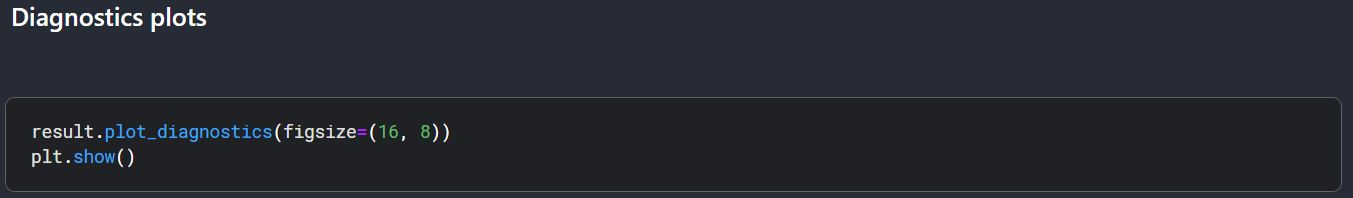 Diagnostics plots
result.plot_diagnostics(figsize=(16, 8))
plt.show()